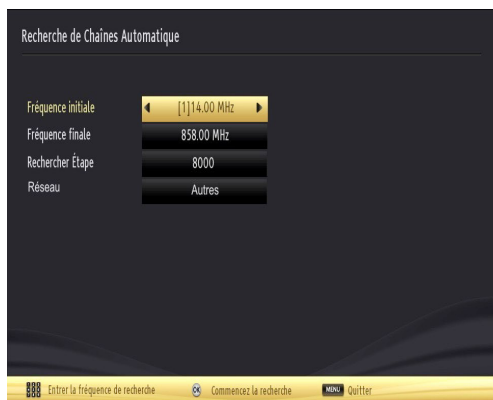 Recherche de Chaînes Automatique
Fréquence initiale [1]14.00 MHz
Fréquence finale 858.00 MHz
Rechercher Étape 8000
Réseau Autres
Entrer la fréquence de recherche OK Commencez la recherche MENU Quitter